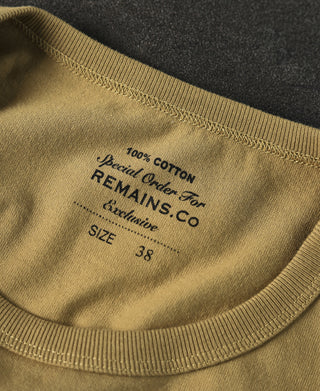 100% COTTON
Special Order For
REMAINS.CO
Exclusive
SIZE 38